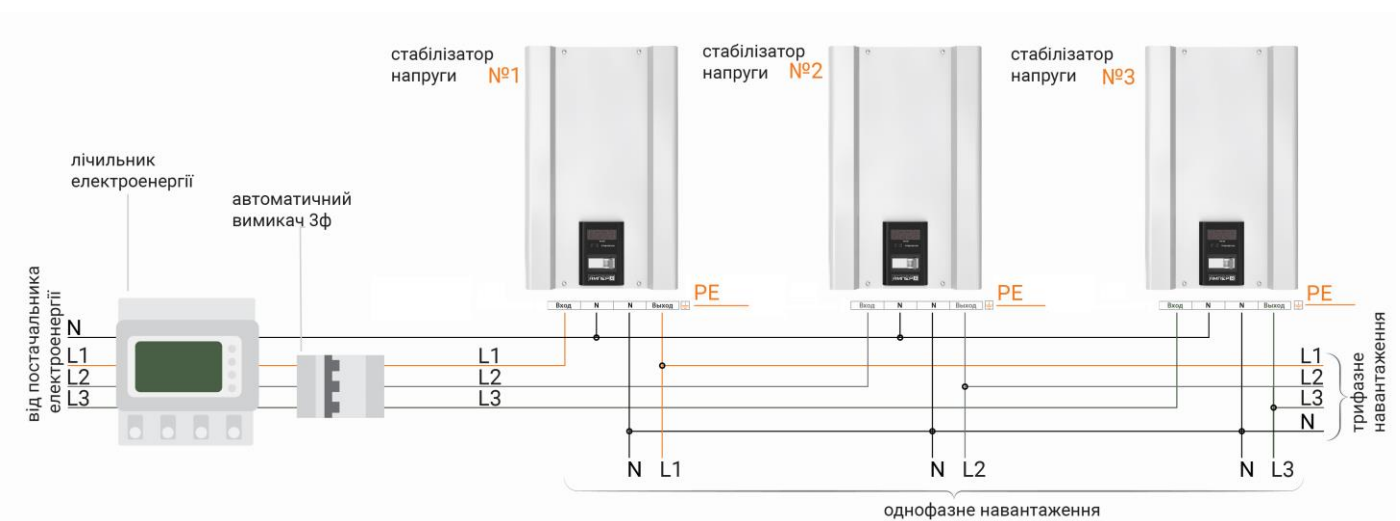 стабілізатор
напруги №1
стабілізатор
напруги №2
стабілізатор
напруги №3
лічильник
електроенергії
автоматичний
вимикач 3ф
від постачальника
електроенергії
N
L1
L2
L3
L1
L2
L3
Вход N N Выход
PE
Вход N N Выход
PE
Вход N N Выход
PE
L1
L2
L3
N
трифазне
навантаження
N L1
N L2
N L3
однофазне навантаження